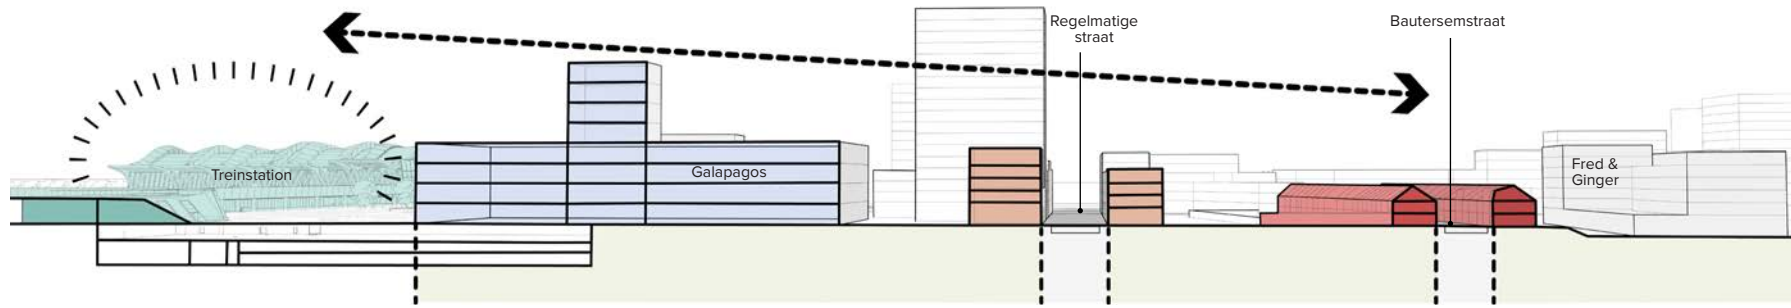 Regelmatige
straat
Bautersemstraat
Treinstation
Galapagos
Fred &
Ginger